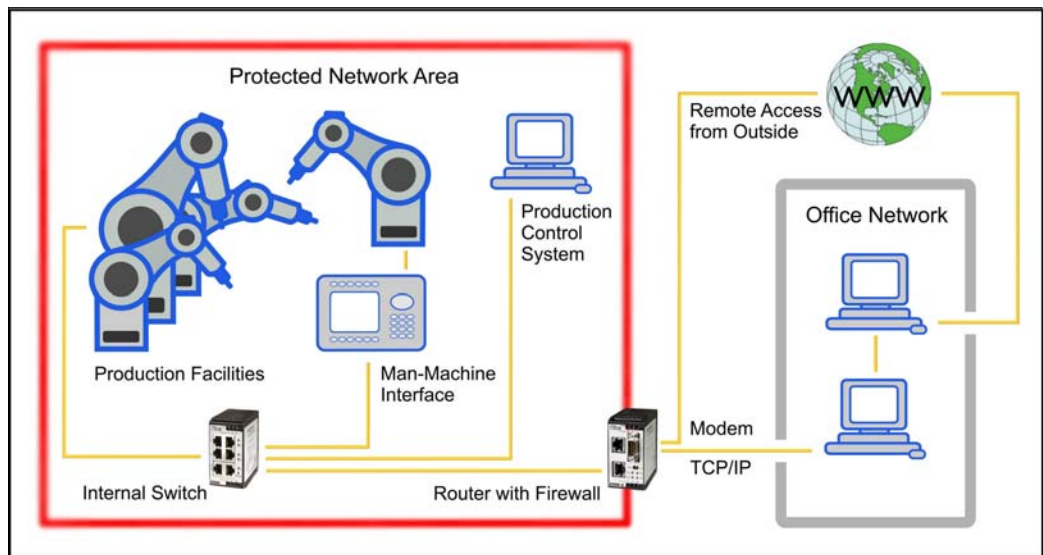 Protected Network Area
WWW
Remote Access
from Outside
Production
Control
System
Office Network
Production Facilities
Man-Machine
Interface
Modem
TCP/IP
Internal Switch
Router with Firewall